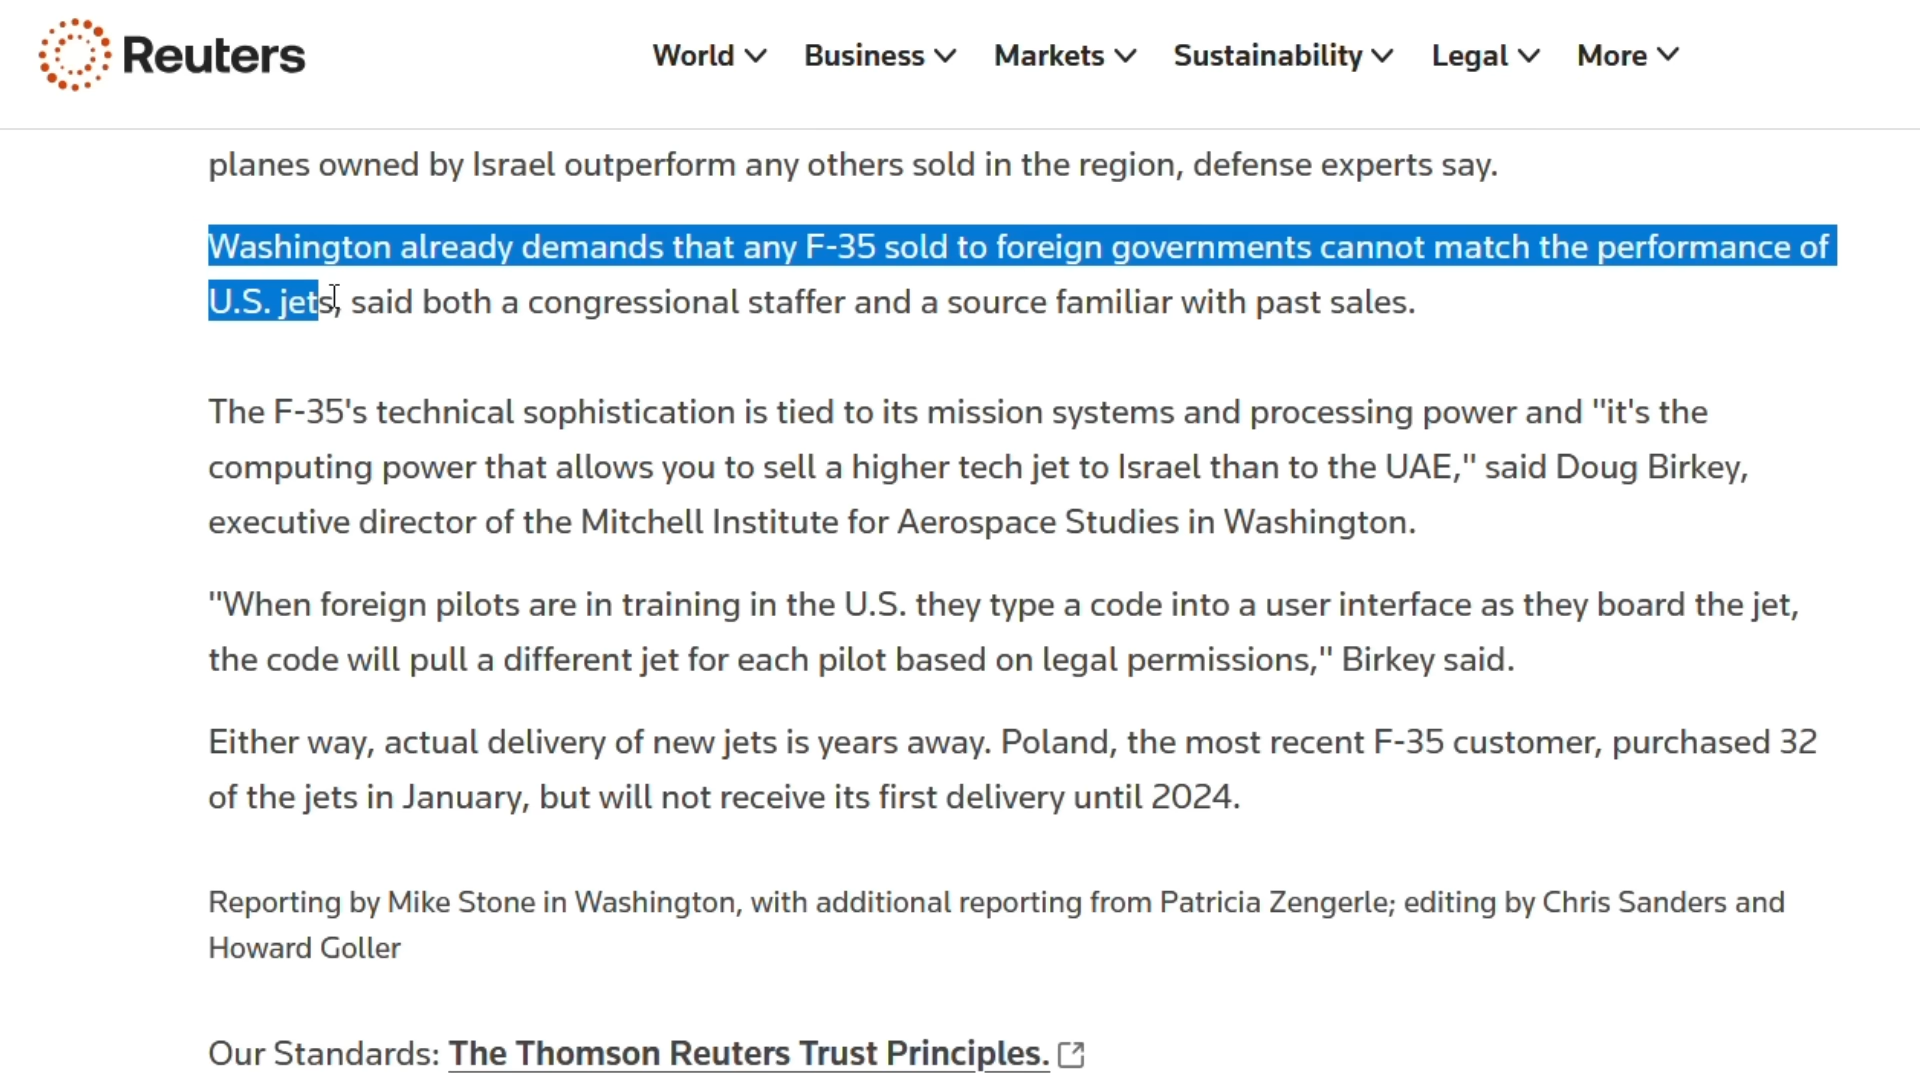 Reuters
World Business Markets Sustainability Legal More
planes owned by Israel outperform any others sold in the region, defense experts say.
Washington already demands that any F-35 sold to foreign governments cannot match the performance of
U.S. jets, said both a congressional staffer and a source familiar with past sales.
The F-35's technical sophistication is tied to its mission systems and processing power and "it's the
computing power that allows you to sell a higher tech jet to Israel than to the UAE," said Doug Birkey,
executive director of the Mitchell Institute for Aerospace Studies in Washington.
"When foreign pilots are in training in the U.S. they type a code into a user interface as they board the jet,
the code will pull a different jet for each pilot based on legal permissions," Birkey said.
Either way, actual delivery of new jets is years away. Poland, the most recent F-35 customer, purchased 32
of the jets in January, but will not receive its first delivery until 2024.
Reporting by Mike Stone in Washington, with additional reporting from Patricia Zengerle; editing by Chris Sanders and
Howard Goller
Our Standards: The Thomson Reuters Trust Principles.